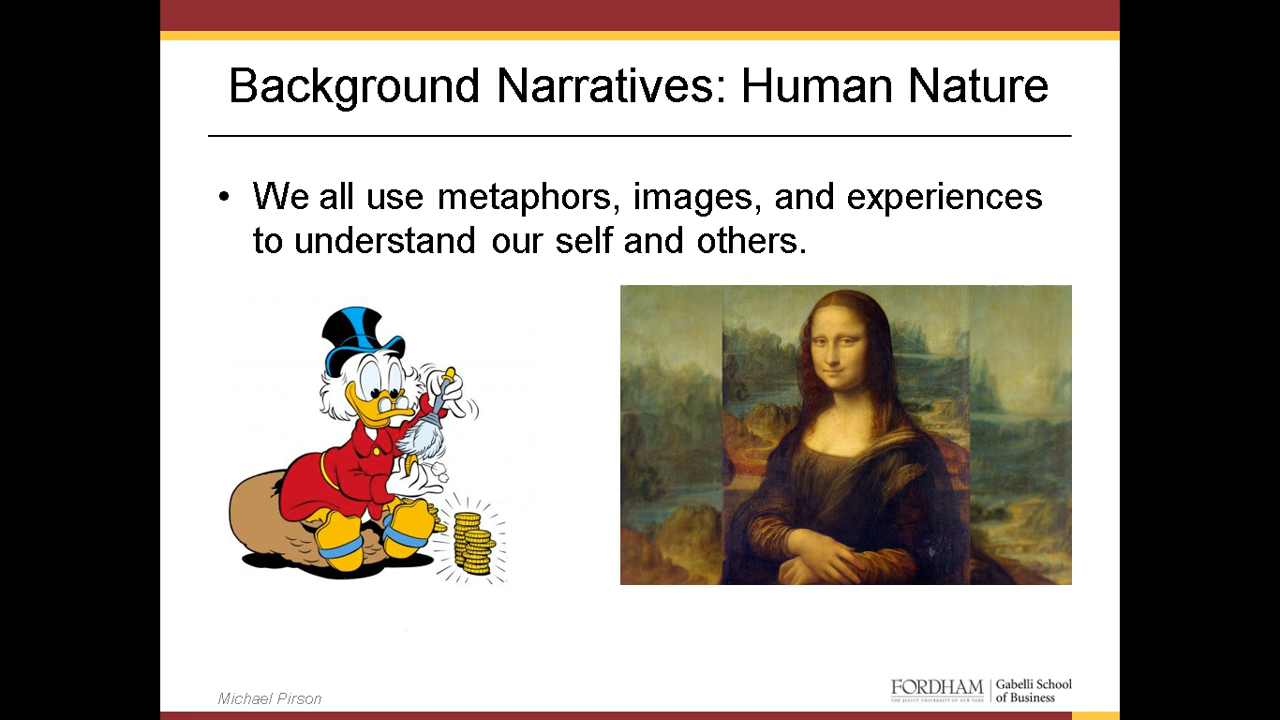 Background Narratives: Human Nature
• We all use metaphors, images, and experiences
to understand our self and others.
Michael Pirson
FORDHAM
THE JESUIT UNIVERSITY OF NEW YORK
Gabelli School
of Business